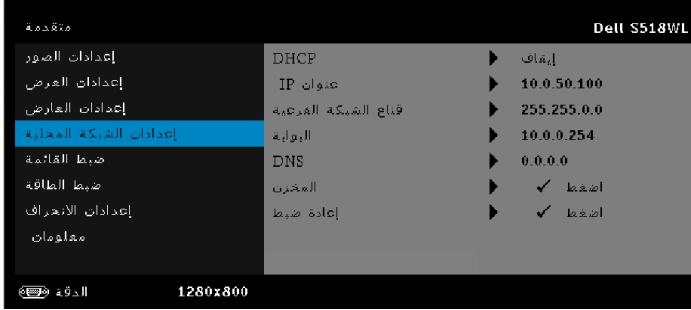 متقدمة
Dell S518WL
إعدادات الصور
إعدادات العرض
إعدادات العارض
إعدادات الشبكة المحلية
ضبط القائمة
ضبط الطاقة
إعدادات الانحراف
معلومات
DHCP إيقاف
عنوان IP 10.0.50.100
قناع الشبكة الفرعية 255.255.0.0
البوابة 10.0.0.254
DNS 0.0.0.0
المخزن ✓ اضغط
إعادة ضبط ✓ اضغط
الدقة 1280x800